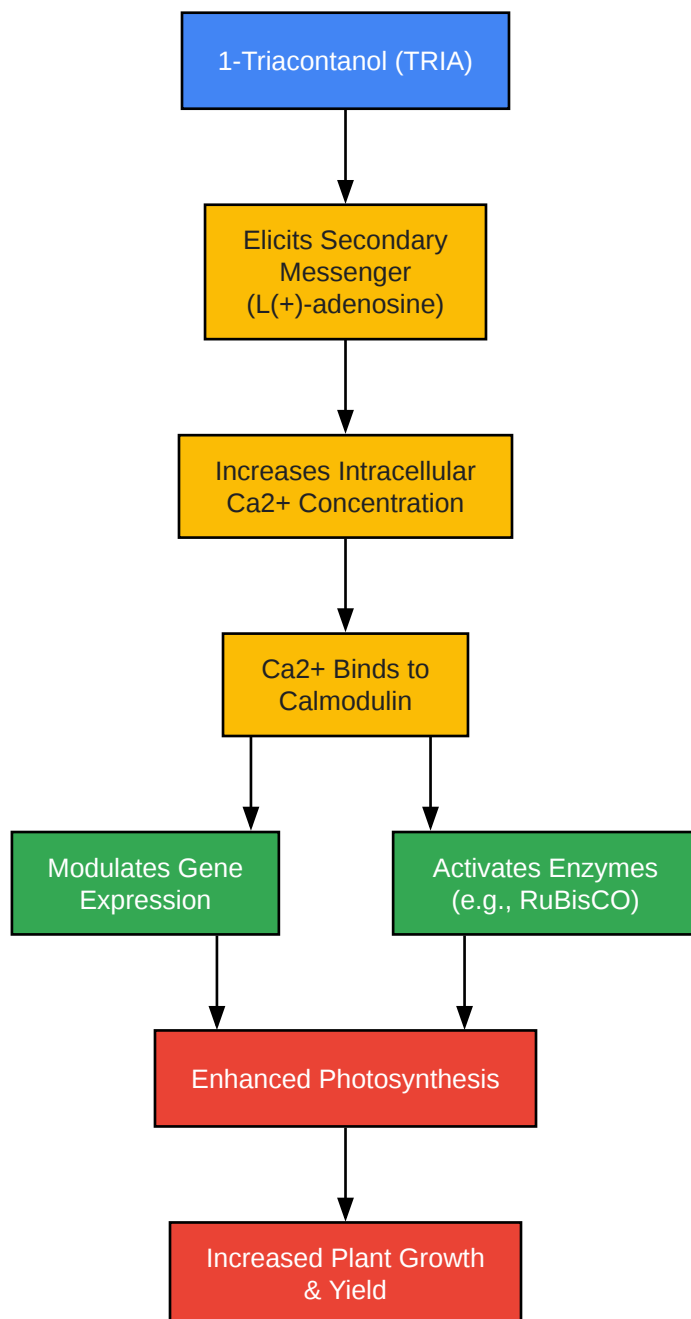 1-Triacontanol (TRIA)
Elicits Secondary
Messenger
(L(+)-adenosine)
Increases Intracellular
Ca2+ Concentration
Ca2+ Binds to
Calmodulin
Modulates Gene
Expression
Activates Enzymes
(e.g., RuBisCO)
Enhanced Photosynthesis
Increased Plant Growth
& Yield